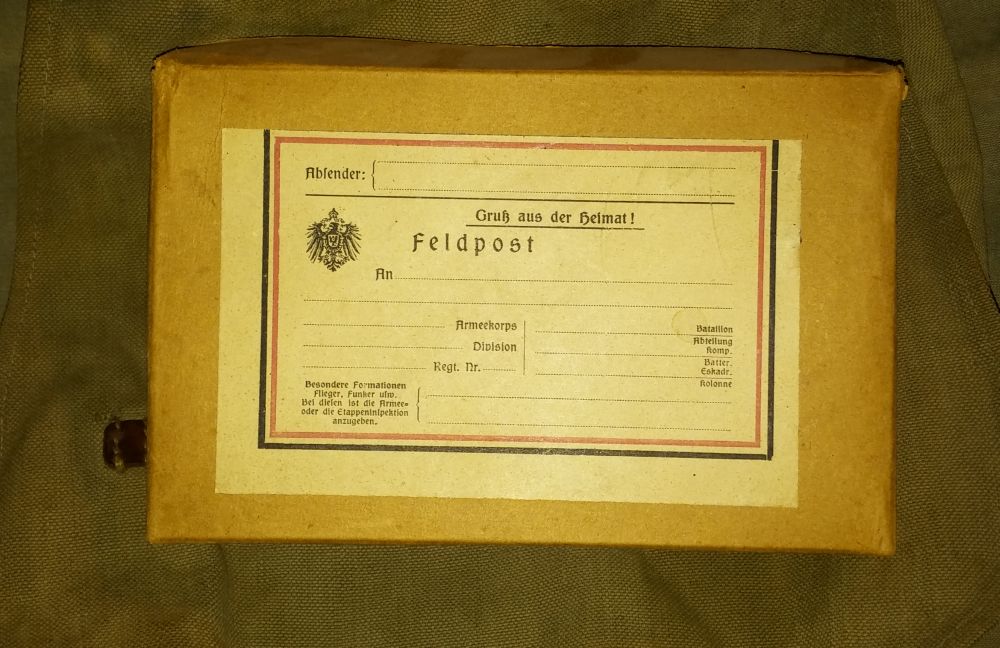 Abſender:
Gruß aus der Heimat!
Feldpost
An
Armeekorps
Division
Regt. Nr.
Bataillon
Abteilung
Komp.
Batter.
Eskadr.
Kolonne
Besondere Formationen
Flieger, Funker uſw.
Bei dieſen ist die Armee=
oder die Etappeninſpektion
anzugeben.